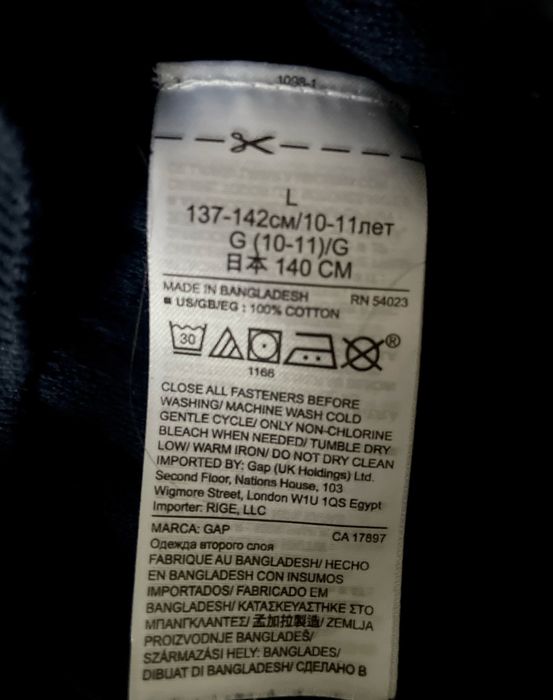 1098-1
L
137-142см/10-11лет
G (10-11)/G
日本 140 CM
MADE IN BANGLADESH RN 54023
■ US/GB/EG : 100% COTTON
30
®
1166
CLOSE ALL FASTENERS BEFORE
WASHING/ MACHINE WASH COLD
GENTLE CYCLE/ ONLY NON-CHLORINE
BLEACH WHEN NEEDED/ TUMBLE DRY
LOW/ WARM IRON/ DO NOT DRY CLEAN
IMPORTED BY: Gap (UK Holdings) Ltd.
Second Floor, Nations House, 103
Wigmore Street, London W1U 1QS Egypt
Importer: RIGE, LLC
MARCA: GAP CA 17897
Одежда второго слоя
FABRIQUE AU BANGLADESH/ HECHO
EN BANGLADESH CON INSUMOS
IMPORTADOS/ FABRICADO EM
BANGLADESH/ ΚΑΤΑΣΚΕΥΑΣΤΗΚΕ ΣΤΟ
ΜΠΑΝΓΚΛΑΝΤΕΣ/ 孟加拉製造/ ZEMLJA
PROIZVODNJE BANGLADEŠ/
SZÁRMAZÁSI HELY: BANGLADES/
DIBUAT DI BANGLADESH/ СДЕЛАНО В